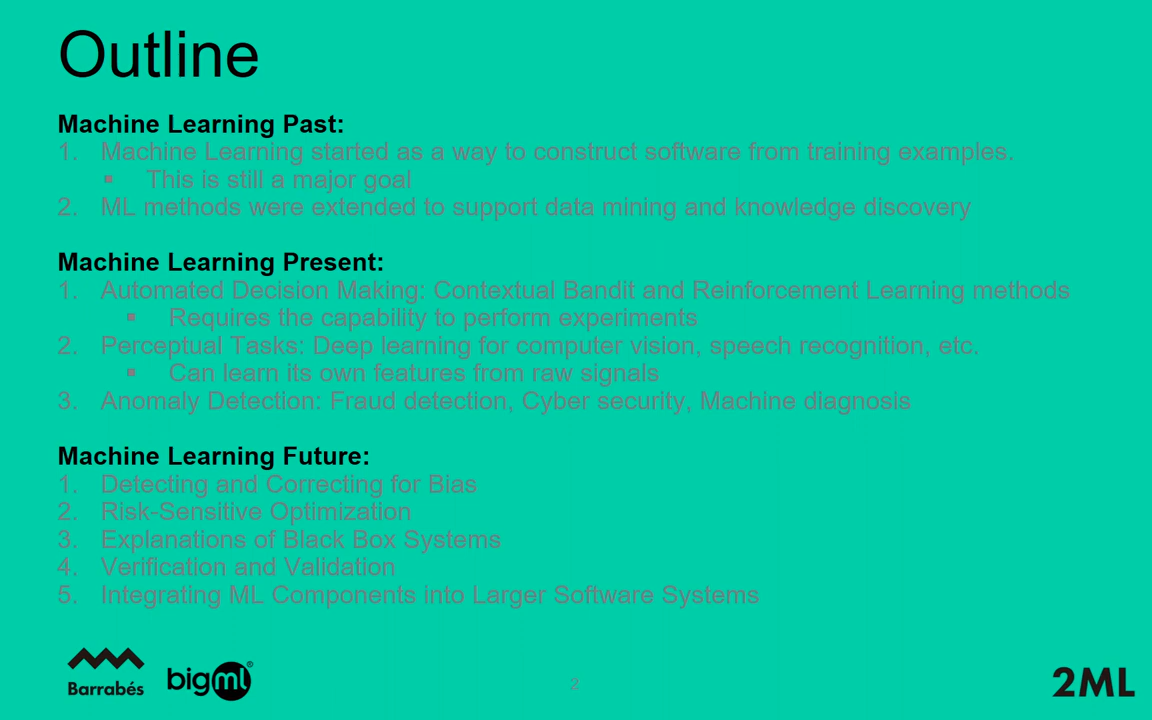 Outline
Machine Learning Past:
1. Machine Learning started as a way to construct software from training examples.
▪ This is still a major goal
2. ML methods were extended to support data mining and knowledge discovery
Machine Learning Present:
1. Automated Decision Making: Contextual Bandit and Reinforcement Learning methods
▪ Requires the capability to perform experiments
2. Perceptual Tasks: Deep learning for computer vision, speech recognition, etc.
▪ Can learn its own features from raw signals
3. Anomaly Detection: Fraud detection, Cyber security, Machine diagnosis
Machine Learning Future:
1. Detecting and Correcting for Bias
2. Risk-Sensitive Optimization
3. Explanations of Black Box Systems
4. Verification and Validation
5. Integrating ML Components into Larger Software Systems
Barrabés bigml® 2 2ML